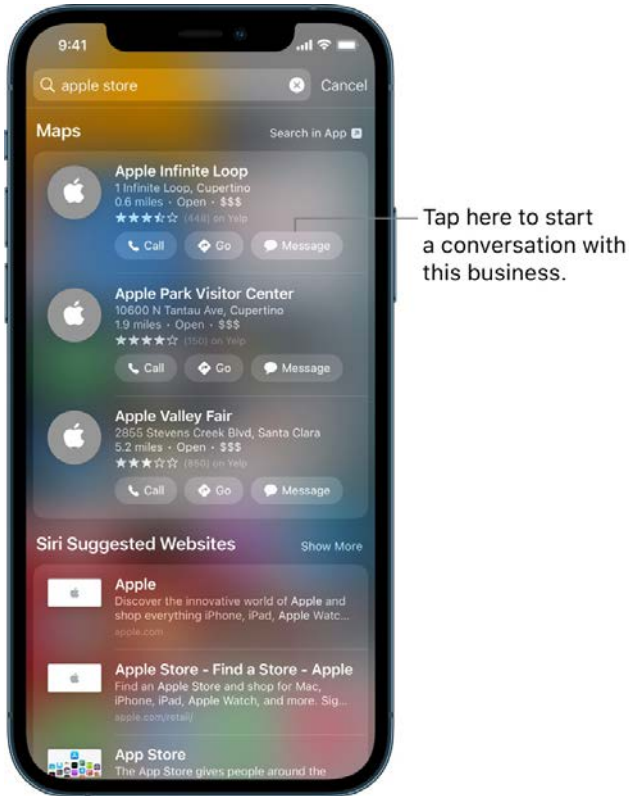 9:41
apple store
Cancel
Maps
Search in App
Apple Infinite Loop
1 Infinite Loop, Cupertino
0.6 miles · Open · $$$
(448) on Yelp
Call
Go
Message
Tap here to start
a conversation with
this business.
Apple Park Visitor Center
10600 N Tantau Ave, Cupertino
1.9 miles · Open · $$$
(150) on Yelp
Call
Go
Message
Apple Valley Fair
2855 Stevens Creek Blvd, Santa Clara
5.2 miles · Open · $$$
on Yelp
Call
Go
Message
Siri Suggested Websites
Show More
Apple
Discover the innovative world of Apple and
shop everything iPhone, iPad, Apple Watc...
apple.com
Apple Store - Find a Store - Apple
Find an Apple Store and shop for Mac,
iPhone, iPad, Apple Watch, and more. Sig...
apple.com/retail/
App Store
The App Store gives people around the